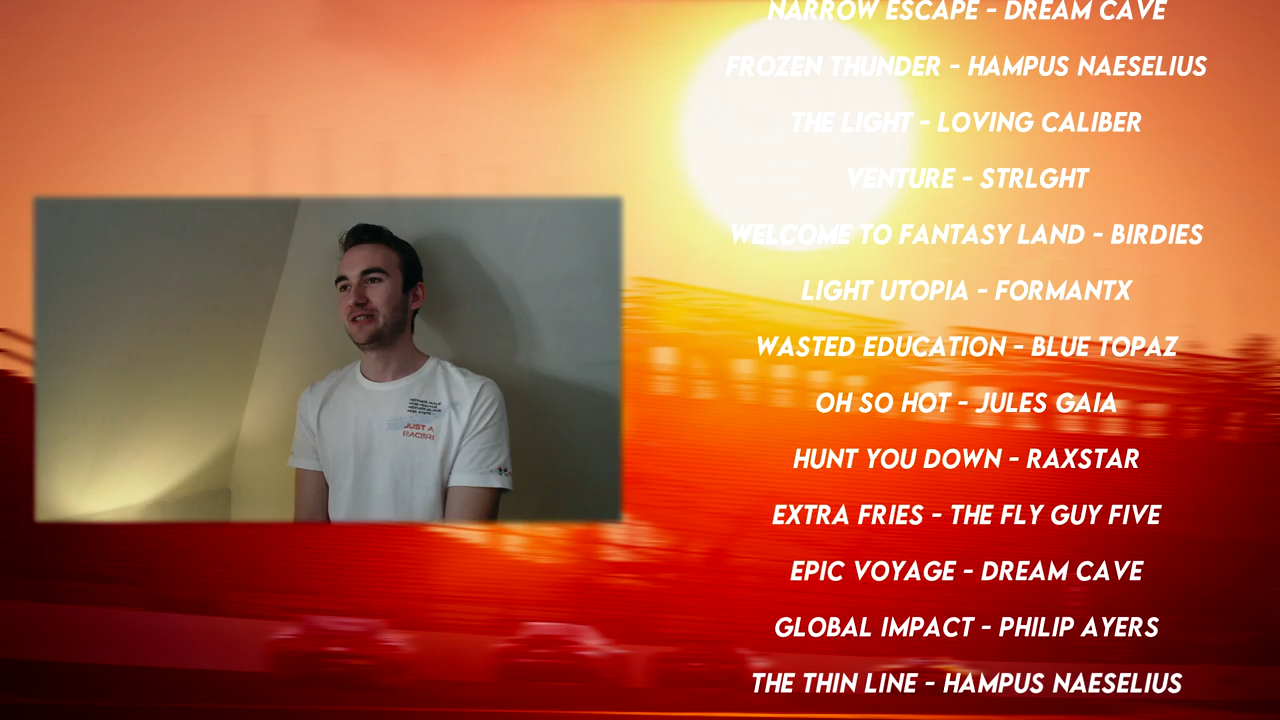 NARROW ESCAPE - DREAM CAVE
FROZEN THUNDER - HAMPUS NAESELIUS
THE LIGHT - LOVING CALIBER
VENTURE - STRLGHT
WELCOME TO FANTASY LAND - BIRDIES
LIGHT UTOPIA - FORMANTX
WASTED EDUCATION - BLUE TOPAZ
OH SO HOT - JULES GAIA
HUNT YOU DOWN - RAXSTAR
EXTRA FRIES - THE FLY GUY FIVE
EPIC VOYAGE - DREAM CAVE
GLOBAL IMPACT - PHILIP AYERS
THE THIN LINE - HAMPUS NAESELIUS
JUST A
RACER!